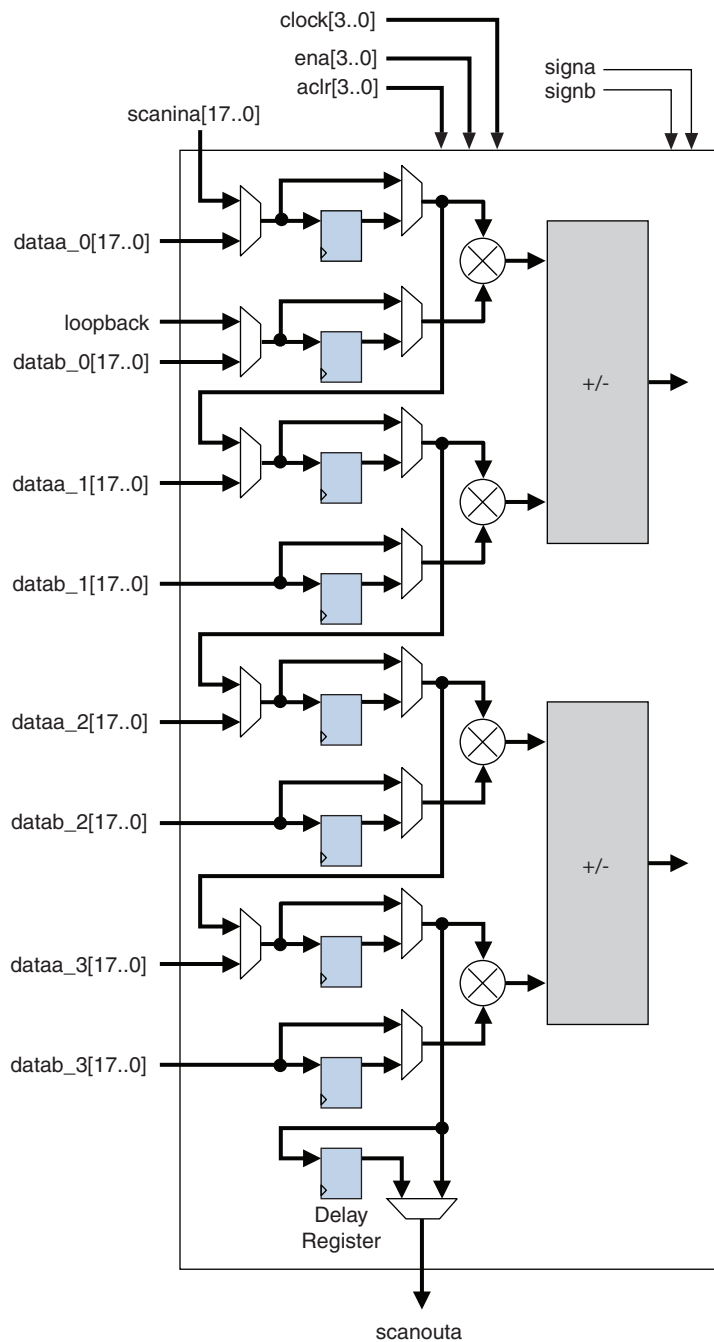 clock[3..0]
ena[3..0]
aclr[3..0]
signa
signb
scanina[17..0]
dataa_0[17..0]
loopback
datab_0[17..0]
+/-
dataa_1[17..0]
datab_1[17..0]
dataa_2[17..0]
datab_2[17..0]
+/-
dataa_3[17..0]
datab_3[17..0]
Delay
Register
scanouta